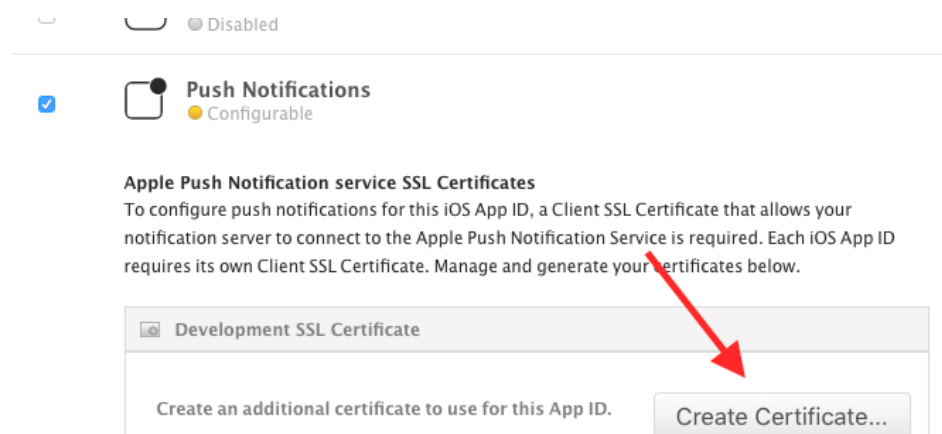 Disabled
Push Notifications
Configurable
Apple Push Notification service SSL Certificates
To configure push notifications for this iOS App ID, a Client SSL Certificate that allows your
notification server to connect to the Apple Push Notification Service is required. Each iOS App ID
requires its own Client SSL Certificate. Manage and generate your certificates below.
Development SSL Certificate
Create an additional certificate to use for this App ID.
Create Certificate...